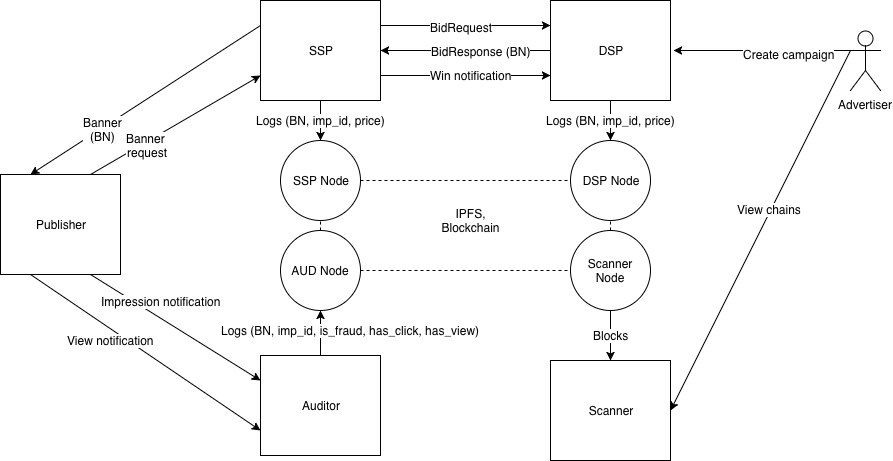 SSP
BidRequest
BidResponse (BN)
Win notification
DSP
Create campaign
Advertiser
Banner
(BN)
Banner
request
Logs (BN, imp_id, price)
Logs (BN, imp_id, price)
SSP Node
DSP Node
Publisher
IPFS,
Blockchain
View chains
AUD Node
Scanner
Node
Impression notification
View notification
Logs (BN, imp_id, is_fraud, has_click, has_view)
Blocks
Auditor
Scanner